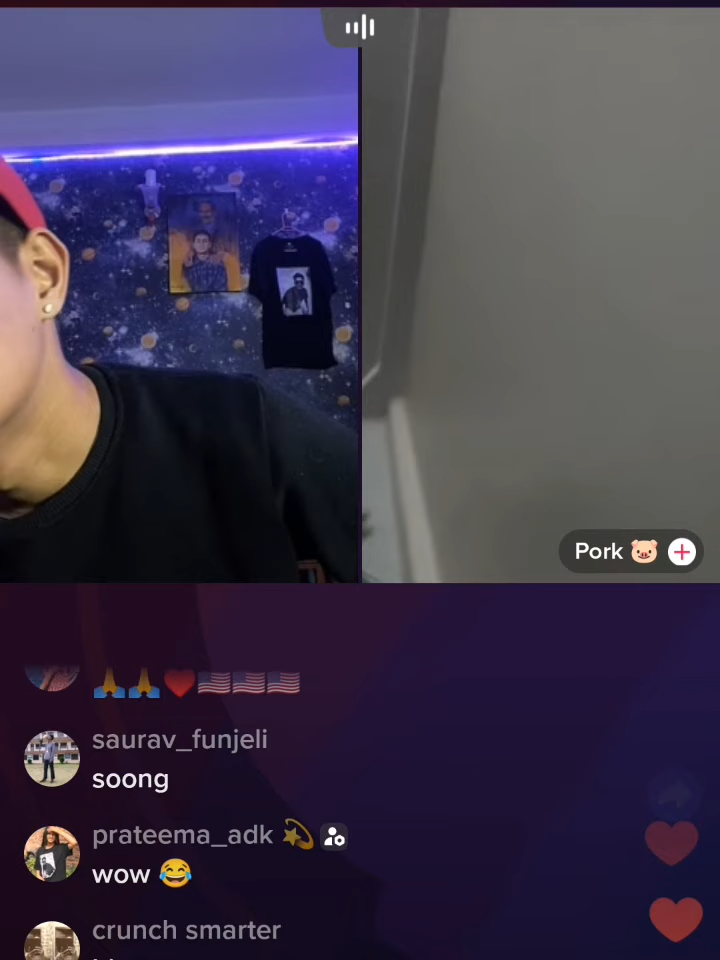 Pork 🐷
🙏🙏❤️🇺🇸🇺🇸🇺🇸
saurav_funjeli
soong
prateema_adk 💫
wow 😂
crunch smarter